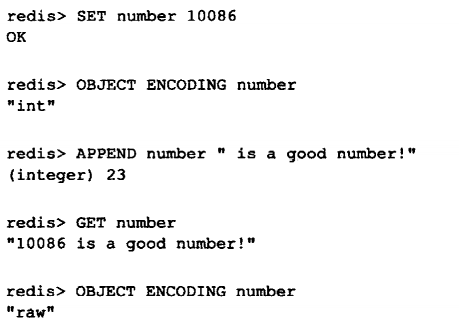 redis> SET number 10086
OK
redis> OBJECT ENCODING number
"int"
redis> APPEND number " is a good number!"
(integer) 23
redis> GET number
"10086 is a good number!"
redis> OBJECT ENCODING number
"raw"